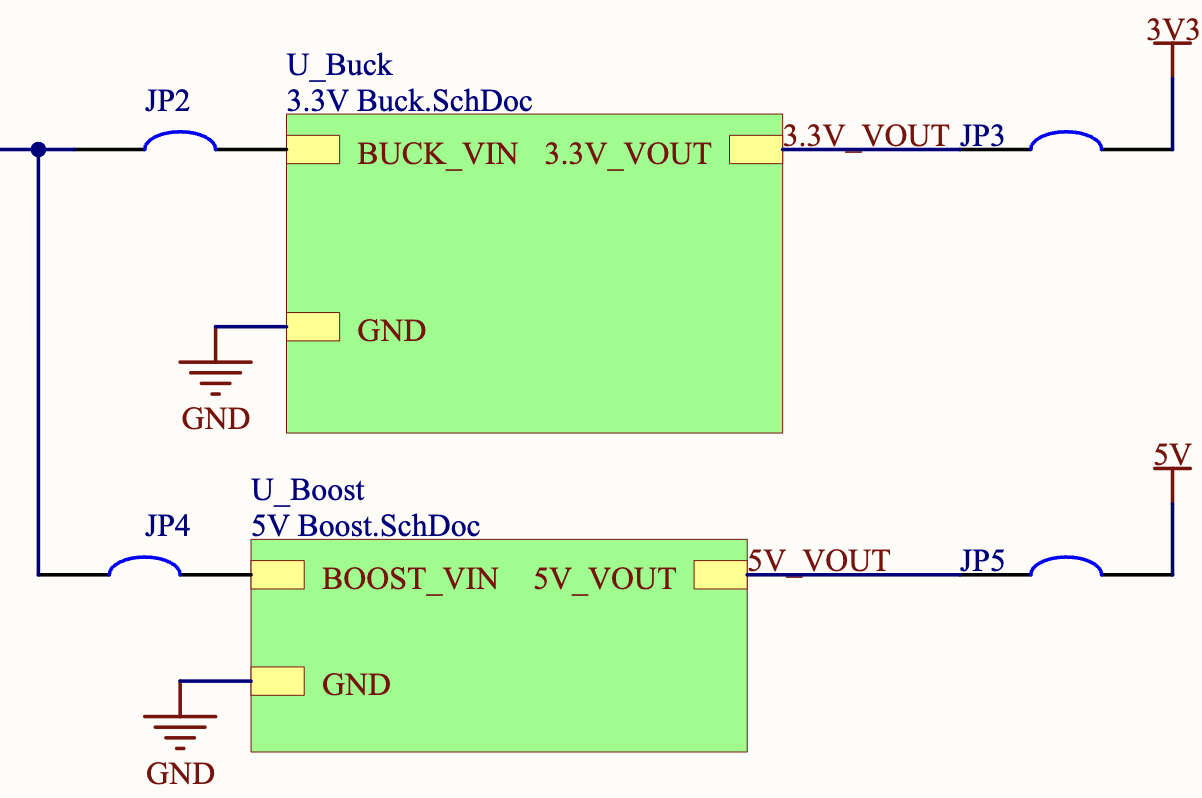 3V3
U_Buck
JP2
3.3V Buck.SchDoc
3.3V_VOUT JP3
BUCK_VIN 3.3V_VOUT
GND
GND
5V
U_Boost
JP4
5V Boost.SchDoc
5V_VOUT JP5
BOOST_VIN 5V_VOUT
GND
GND